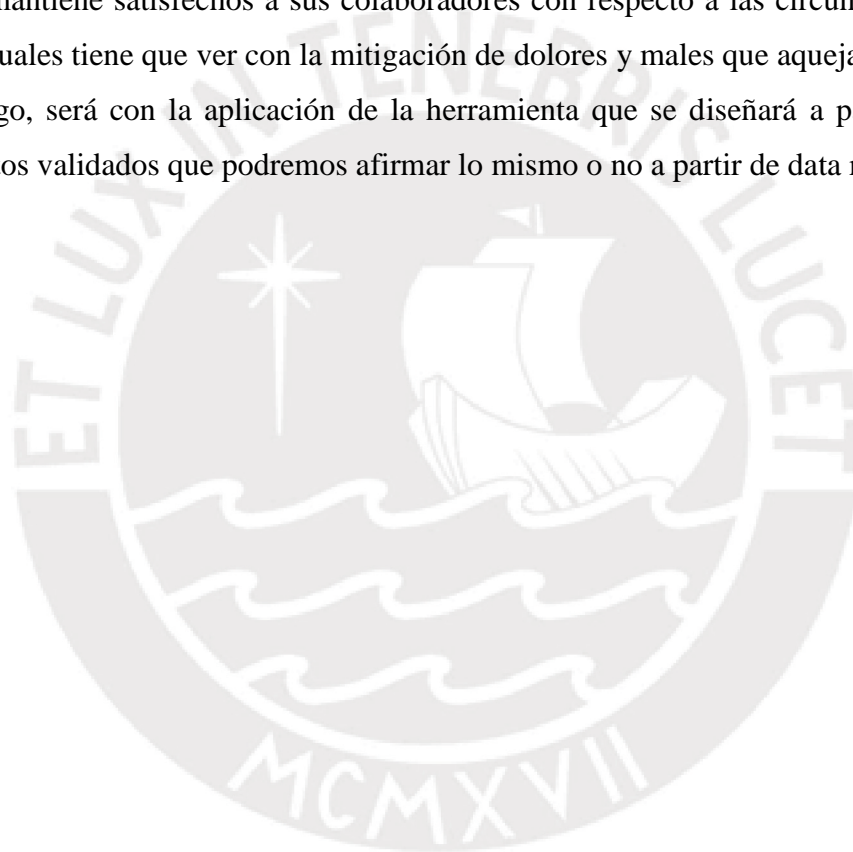 mantiene satisfechos a sus colaboradores con respecto a las
uales tiene que ver con la mitigación de dolores y males que
go, será con la aplicación de la herramienta que se diseñará a
os validados que podremos afirmar lo mismo o no a partir de data
ET LUX IN TENEBRIS LUCET
MCMXVII